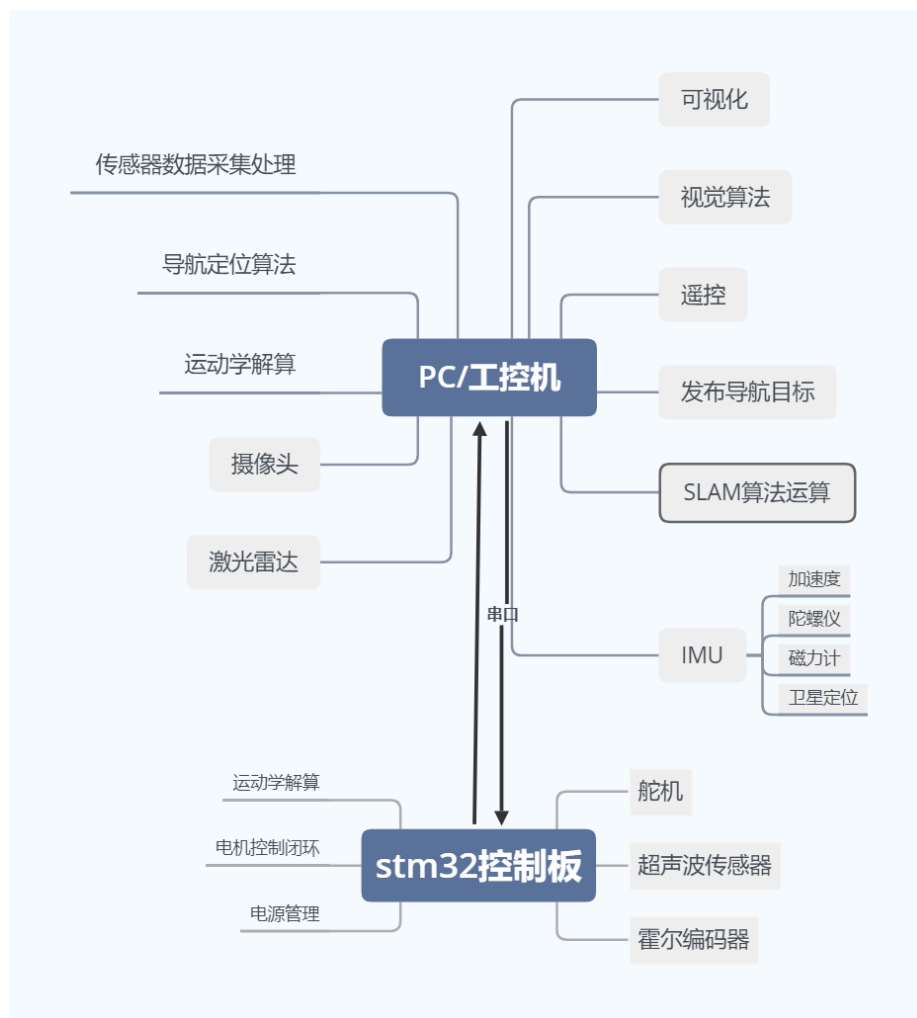 可视化
传感器数据采集处理
视觉算法
导航定位算法
遥控
运动学解算
PC/工控机
发布导航目标
摄像头
SLAM算法运算
激光雷达
加速度
串口
陀螺仪
IMU
磁力计
卫星定位
运动学解算
舵机
电机控制闭环
stm32控制板
超声波传感器
电源管理
霍尔编码器